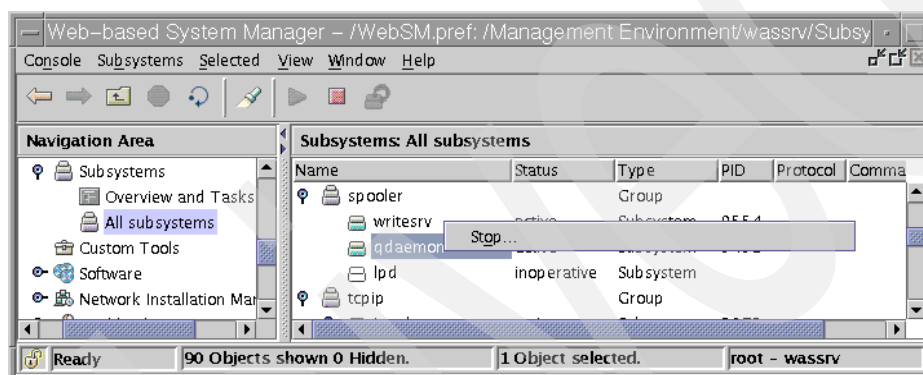 Web-based System Manager - /WebSM.pref: /Management Environment/wassrv/Subsy
Console Subsystems Selected View Window Help
Navigation Area
Subsystems
Overview and Tasks
All subsystems
Custom Tools
Software
Network Installation Mar
Subsystems: All subsystems
Name Status Type PID Protocol Comma
spooler Group
writesrv
qdaemon
Stop...
lpd inoperative Subsystem
tcpip Group
Ready 90 Objects shown 0 Hidden. 1 Object selected. root - wassrv